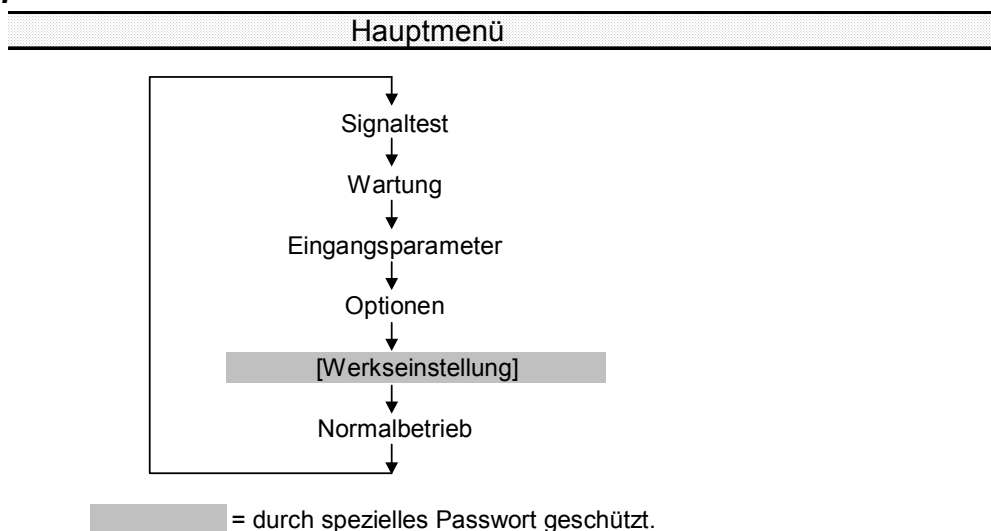 Hauptmenü
Signaltest
Wartung
Eingangsparameter
Optionen
[Werkseinstellung]
Normalbetrieb
= durch spezielles Passwort geschützt.